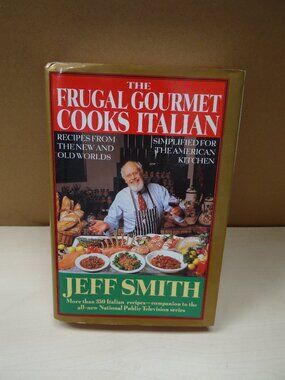 THE
FRUGAL GOURMET
COOKS ITALIAN
RECIPES FROM
THE NEW AND
OLD WORLDS
SIMPLIFIED FOR
THE AMERICAN
KITCHEN
JEFF SMITH
More than 350 Italian recipes—companion to the
all-new National Public Television series